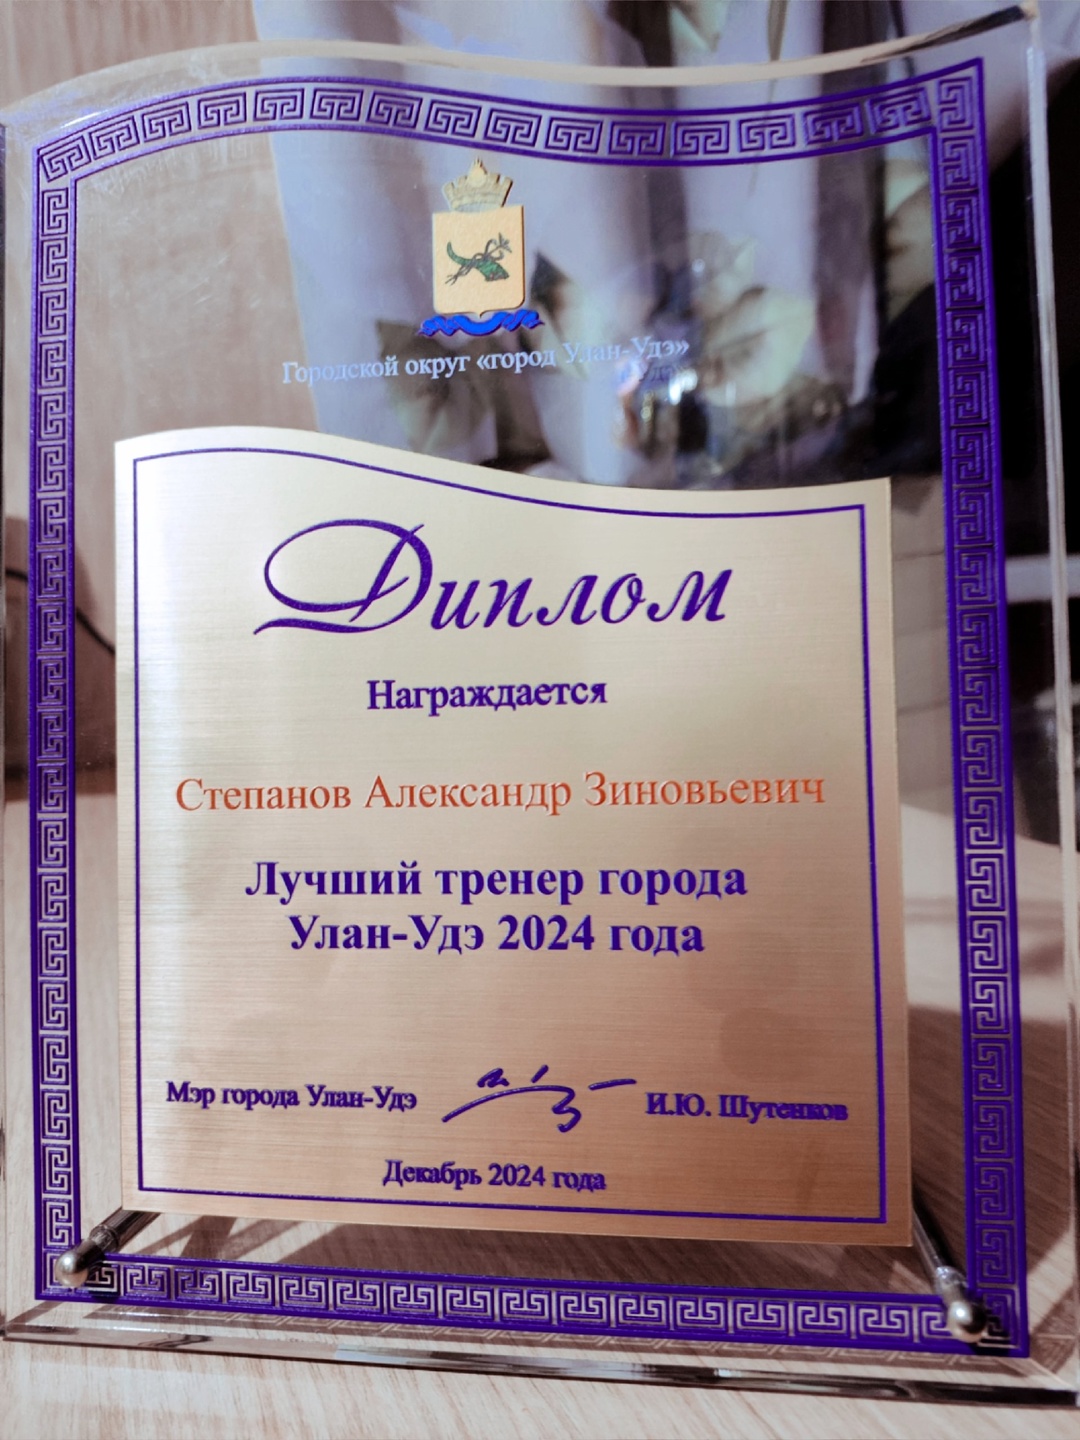 Городской округ «город Улан-Удэ»
Диплом
Награждается
Степанов Александр Зиновьевич
Лучший тренер города
Улан-Удэ 2024 года
Мэр города Улан-Удэ И.Ю. Шутенков
Декабрь 2024 года